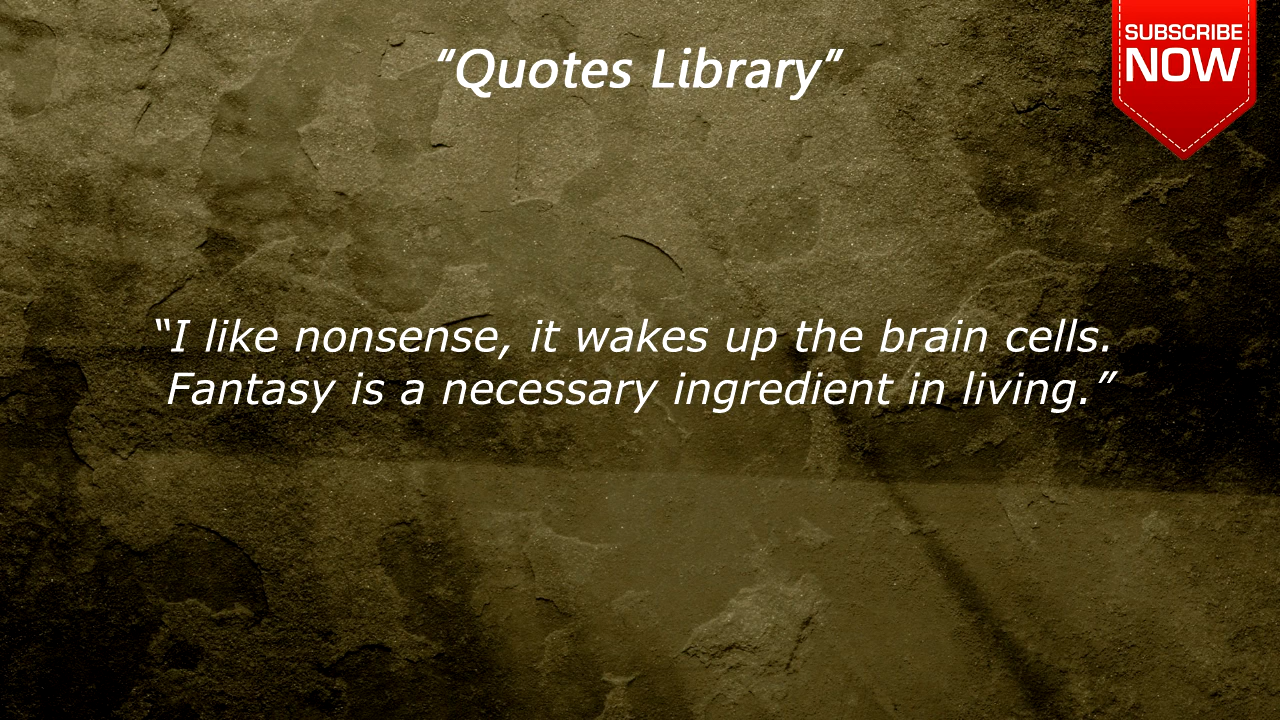 “Quotes Library”
SUBSCRIBE
NOW
“I like nonsense, it wakes up the brain cells.
Fantasy is a necessary ingredient in living.”